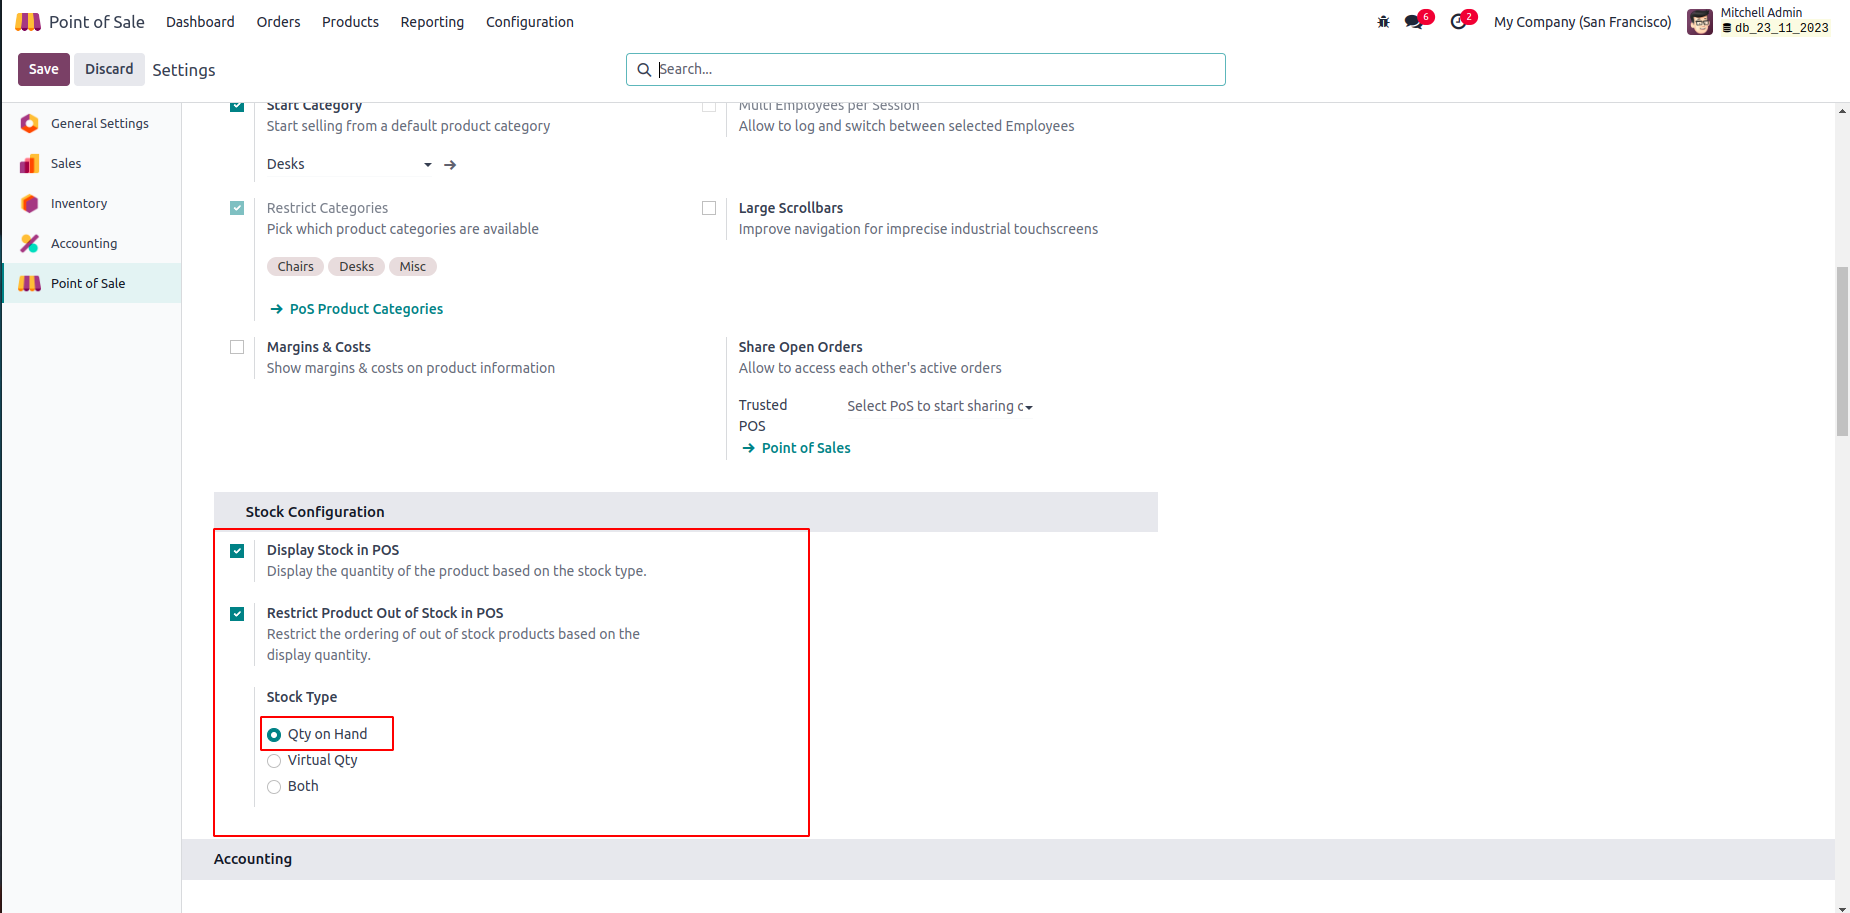 Point of Sale
Dashboard
Orders
Products
Reporting
Configuration
6
2
My Company (San Francisco)
Mitchell Admin
db_23_11_2023
Save
Discard
Settings
Search...
General Settings
Sales
Inventory
Accounting
Point of Sale
Start Category
Start selling from a default product category
Desks
Multi Employees per Session
Allow to log and switch between selected Employees
Restrict Categories
Pick which product categories are available
Chairs
Desks
Misc
PoS Product Categories
Large Scrollbars
Improve navigation for imprecise industrial touchscreens
Margins & Costs
Show margins & costs on product information
Share Open Orders
Allow to access each other's active orders
Trusted
POS
Select PoS to start sharing c
Point of Sales
Stock Configuration
Display Stock in POS
Display the quantity of the product based on the stock type.
Restrict Product Out of Stock in POS
Restrict the ordering of out of stock products based on the
display quantity.
Stock Type
Qty on Hand
Virtual Qty
Both
Accounting